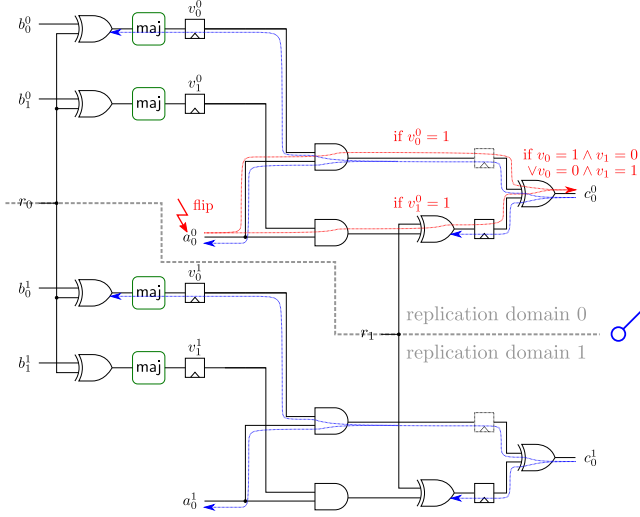 b₀⁰
maj
v₀⁰
b₁⁰
maj
v₁⁰
if v₀⁰ = 1
if v₀ = 1 ∧ v₁ = 0
∨v₀ = 0 ∧ v₁ = 1
r₀
flip
if v₁⁰ = 1
c₀⁰
a₀⁰
b₀¹
maj
v₀¹
replication domain 0
r₁
replication domain 1
b₁¹
maj
v₁¹
c₀¹
a₀¹